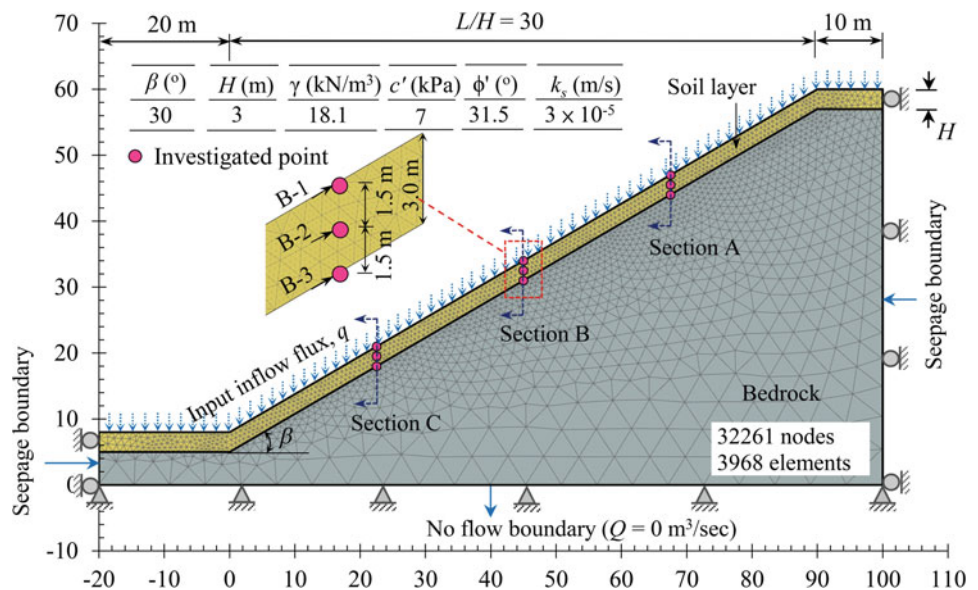 70
60
50
40
30
20
10
0
-10
-20 -10 0 10 20 30 40 50 60 70 80 90 100 110
20 m
L/H = 30
10 m
β (º) H (m) γ (kN/m³) c′ (kPa) ϕ' (º) kₛ (m/s)
30 3 18.1 7 31.5 3 × 10⁻⁵
Investigated point
Soil layer
H
B-1
B-2
B-3
1.5 m
1.5 m
3.0 m
Section A
Section B
Section C
Input inflow flux, q
β
Seepage boundary
Seepage boundary
Bedrock
32261 nodes
3968 elements
No flow boundary (Q = 0 m³/sec)